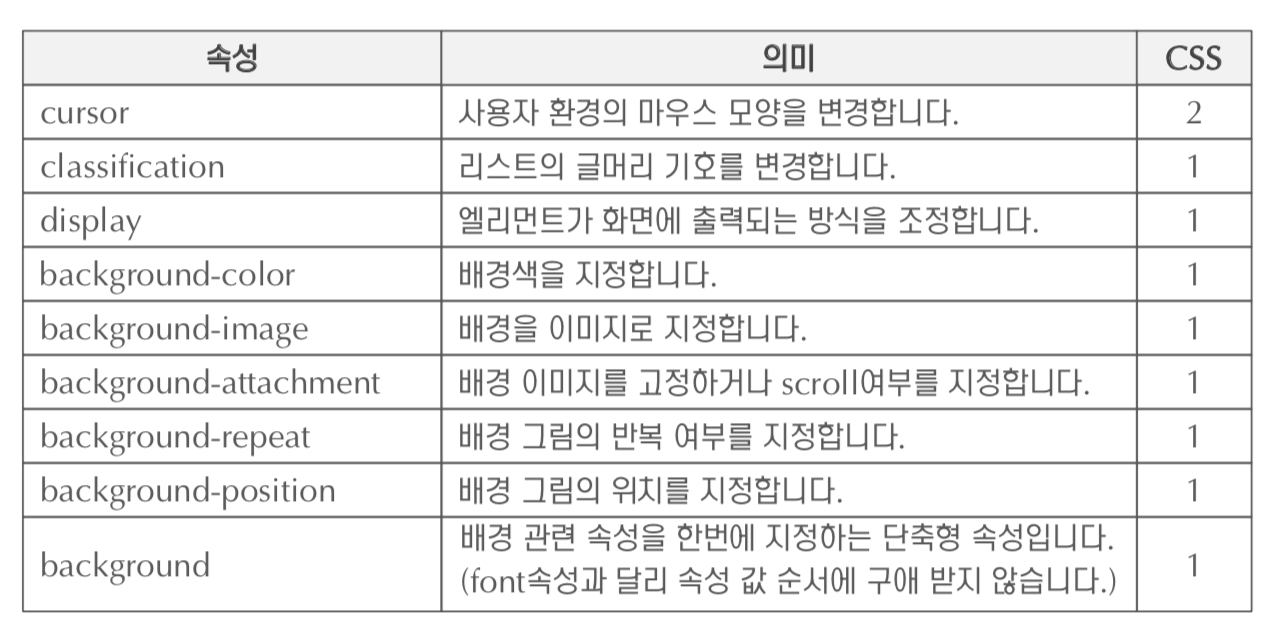 속성 의미 CSS
cursor 사용자 환경의 마우스 모양을 변경합니다. 2
classification 리스트의 글머리 기호를 변경합니다. 1
display 엘리먼트가 화면에 출력되는 방식을 조정합니다. 1
background-color 배경색을 지정합니다. 1
background-image 배경을 이미지로 지정합니다. 1
background-attachment 배경 이미지를 고정하거나 scroll여부를 지정합니다. 1
background-repeat 배경 그림의 반복 여부를 지정합니다. 1
background-position 배경 그림의 위치를 지정합니다. 1
background 배경 관련 속성을 한번에 지정하는 단축형 속성입니다. 1
(font속성과 달리 속성 값 순서에 구애 받지 않습니다.)